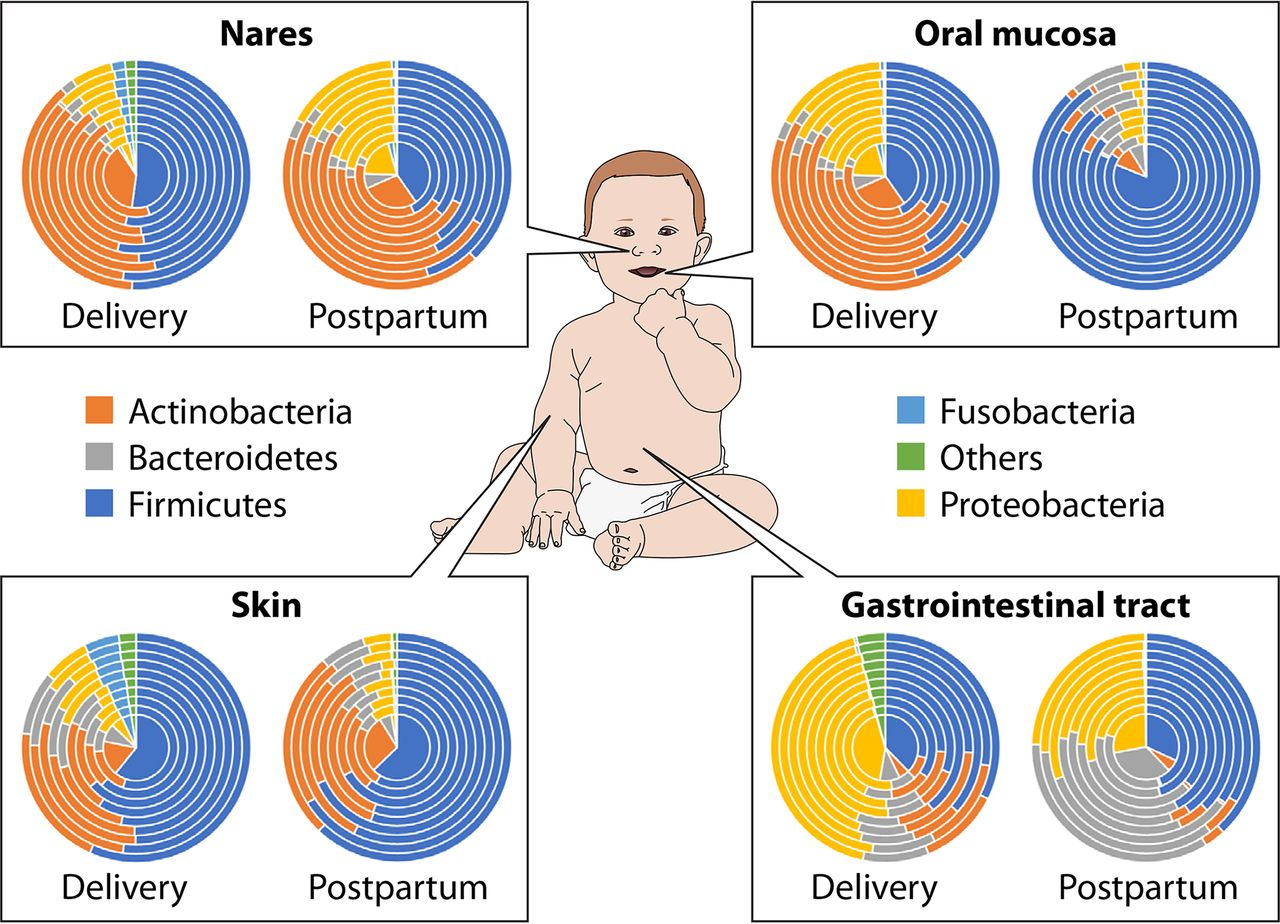 Nares
Delivery
Postpartum
Oral mucosa
Delivery
Postpartum
Actinobacteria
Bacteroidetes
Firmicutes
Fusobacteria
Others
Proteobacteria
Skin
Delivery
Postpartum
Gastrointestinal tract
Delivery
Postpartum